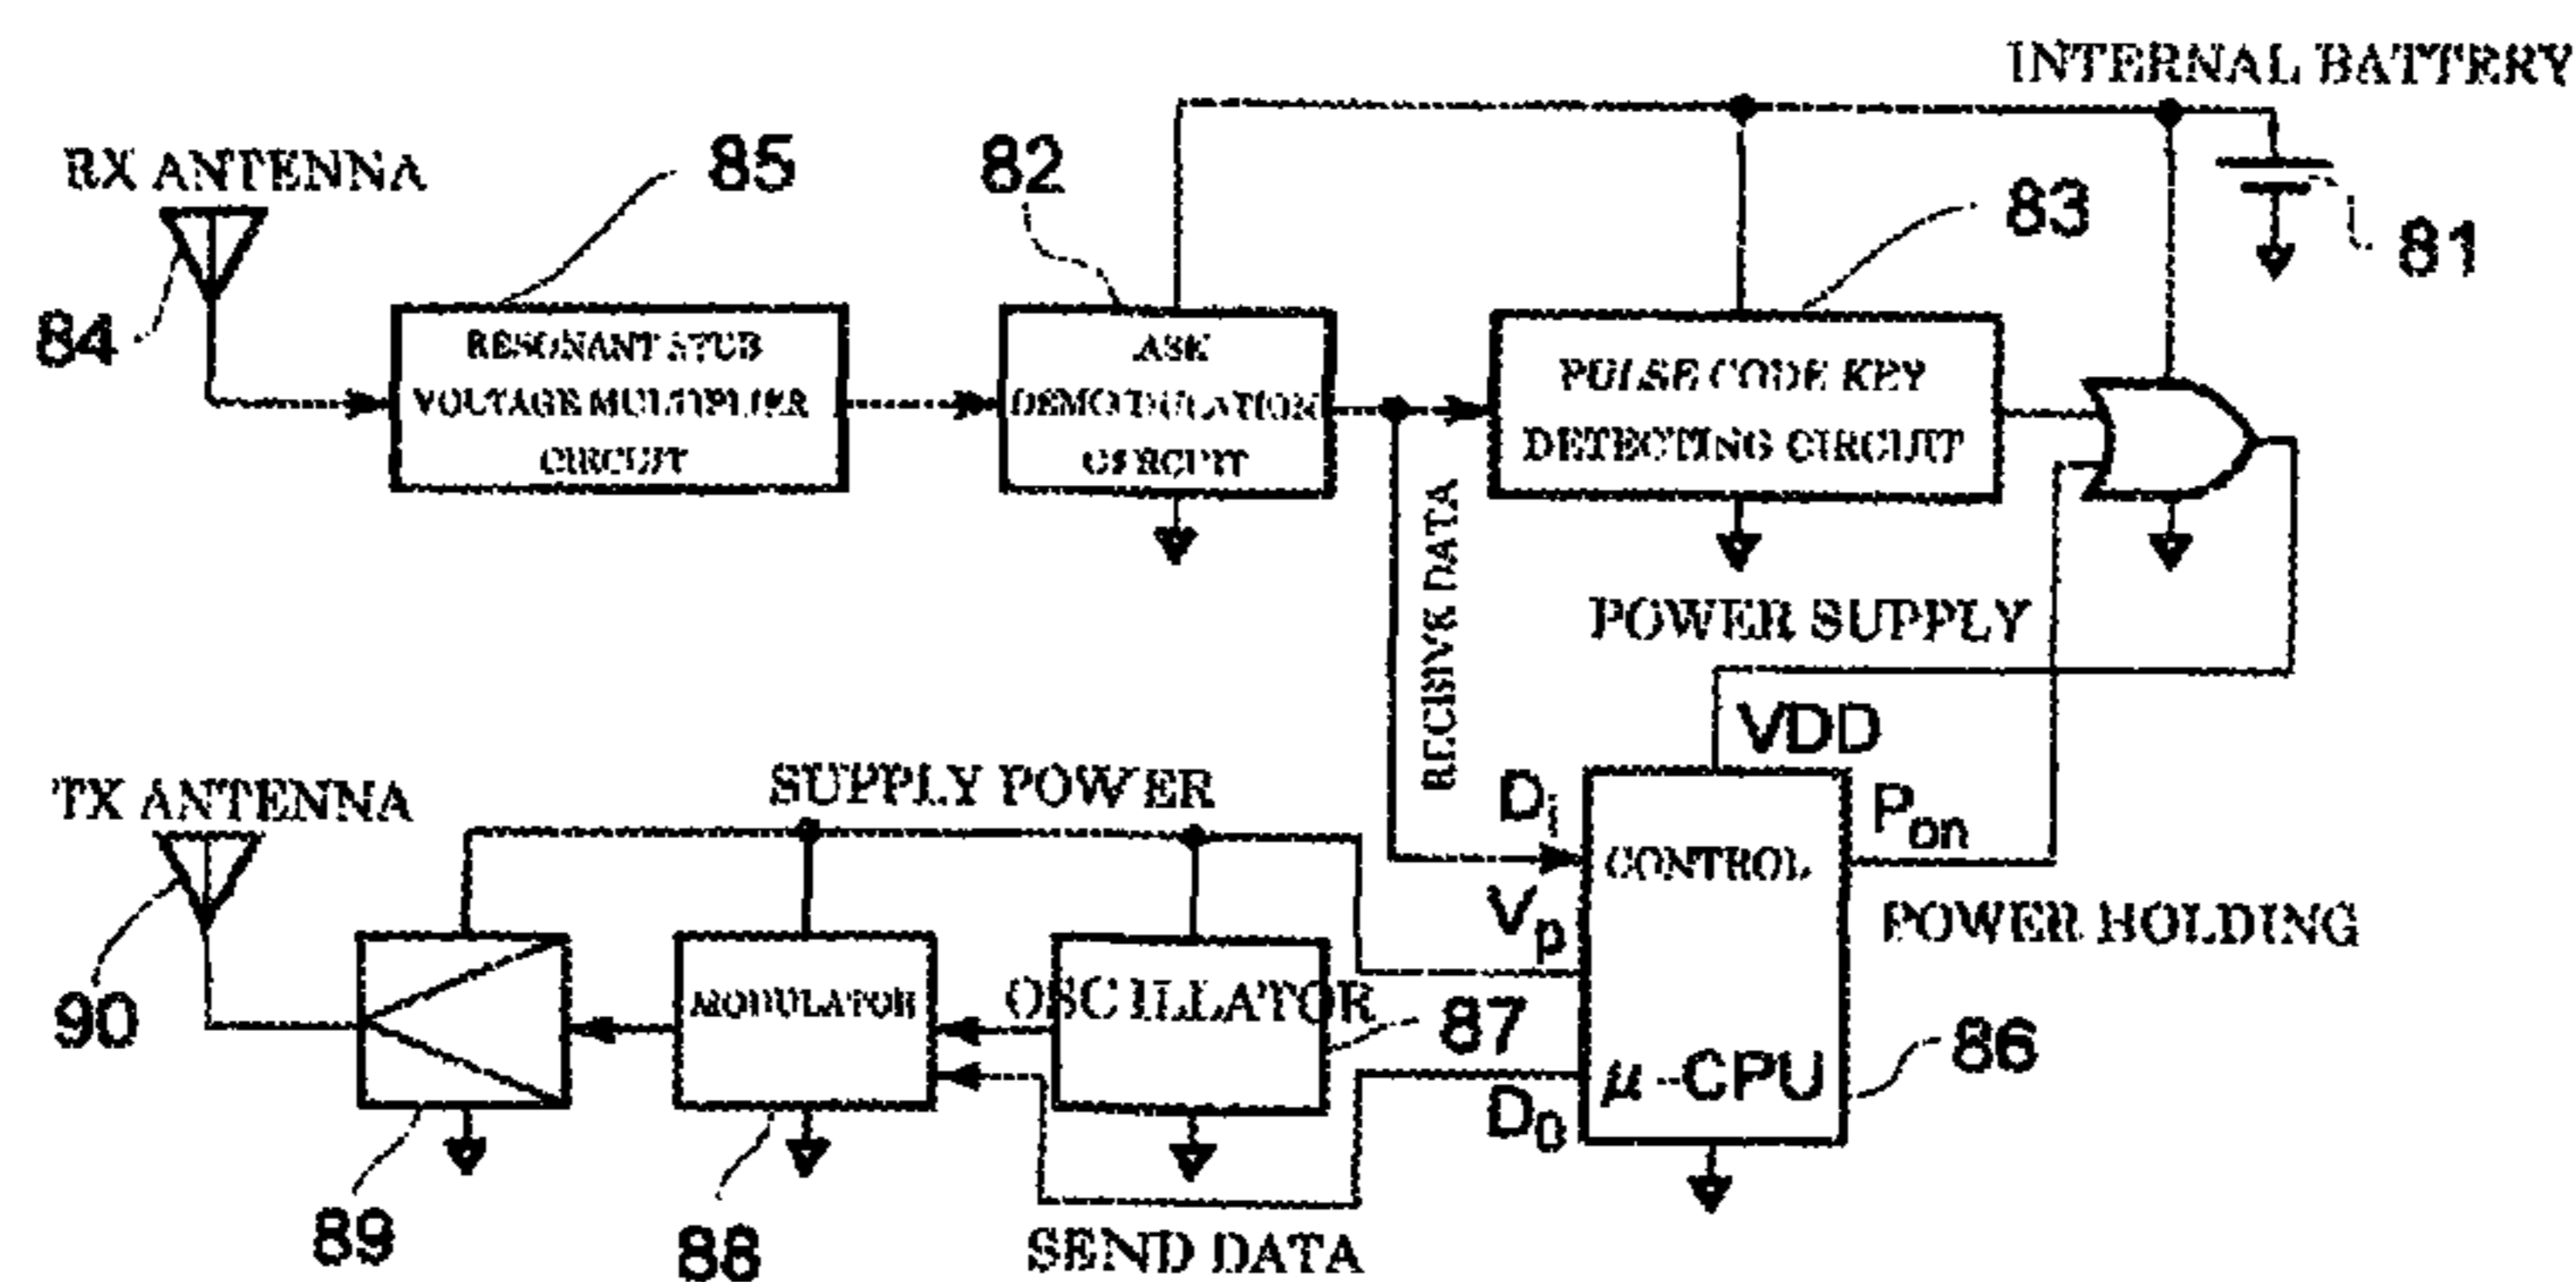 INTERNAL BATTERY
RX ANTENNA
85
82
83
81
84
RESONANT STUB
VOLTAGE MULTIPLIER
CIRCUIT
ASK
DEMODULATION
CIRCUIT
PULSE CODE KEY
DETECTING CIRCUIT
RECEIVE DATA
POWER SUPPLY
VDD
TX ANTENNA
SUPPLY POWER
Di
Pon
CONTROL
Vp
POWER HOLDING
90
MODULATOR
OSCILLATOR
87
86
μ-CPU
D0
89
88
SEND DATA